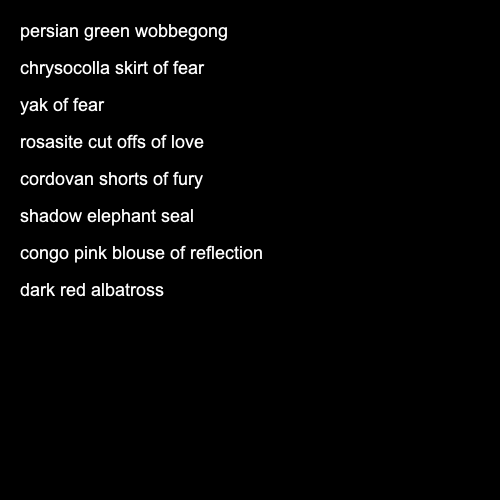 persian green wobbegong
chrysocolla skirt of fear
yak of fear
rosasite cut offs of love
cordovan shorts of fury
shadow elephant seal
congo pink blouse of reflection
dark red albatross